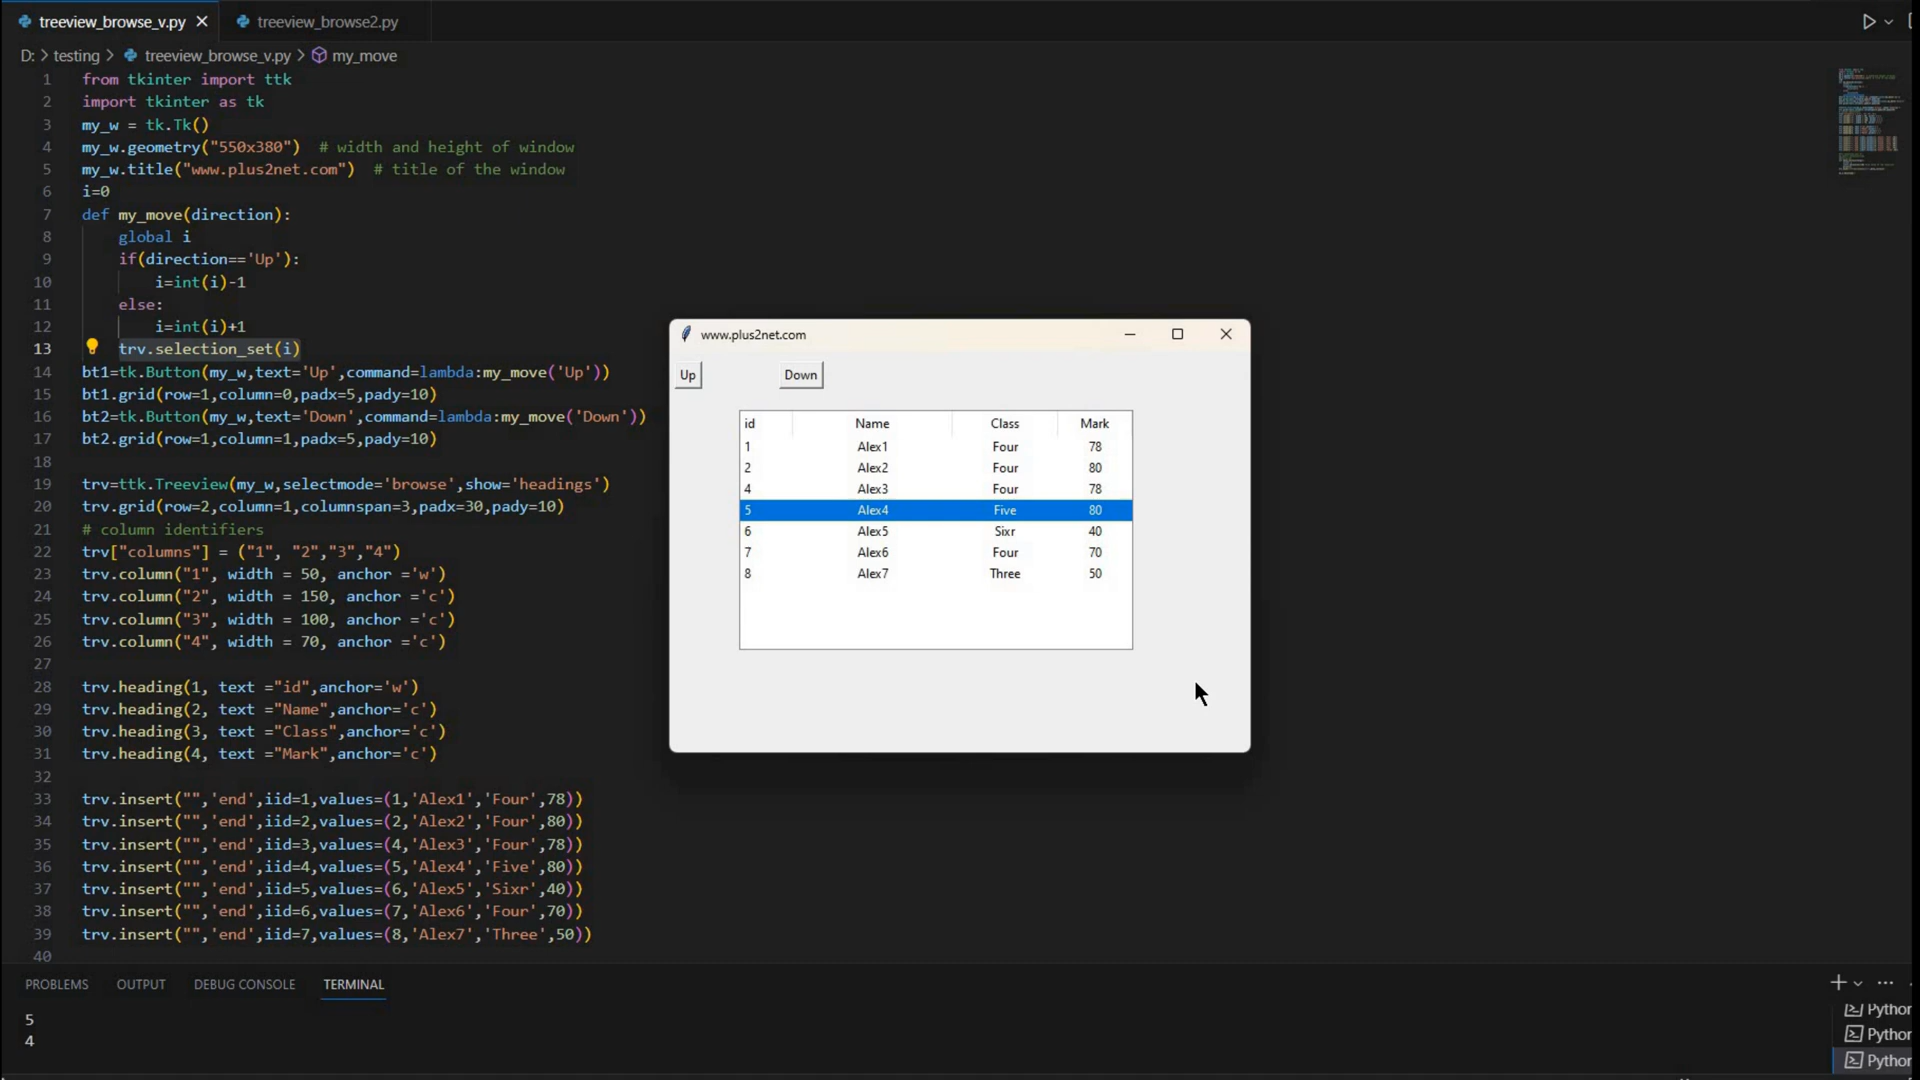 treeview_browse_v.py
treeview_browse2.py
D: > testing > treeview_browse_v.py > my_move
1 from tkinter import ttk
2 import tkinter as tk
3 my_w = tk.Tk()
4 my_w.geometry("550x380")  # width and height of window
5 my_w.title("www.plus2net.com")  # title of the window
6 i=0
7 def my_move(direction):
8     global i
9     if(direction=='Up'):
10         i=int(i)-1
11     else:
12         i=int(i)+1
13     trv.selection_set(i)
14 bt1=tk.Button(my_w,text='Up',command=lambda:my_move('Up'))
15 bt1.grid(row=1,column=0,padx=5,pady=10)
16 bt2=tk.Button(my_w,text='Down',command=lambda:my_move('Down'))
17 bt2.grid(row=1,column=1,padx=5,pady=10)
18
19 trv=ttk.Treeview(my_w,selectmode='browse',show='headings')
20 trv.grid(row=2,column=1,columnspan=3,padx=30,pady=10)
21 # column identifiers
22 trv["columns"] = ("1", "2","3","4")
23 trv.column("1", width = 50, anchor ='w')
24 trv.column("2", width = 150, anchor ='c')
25 trv.column("3", width = 100, anchor ='c')
26 trv.column("4", width = 70, anchor ='c')
27
28 trv.heading(1, text ="id",anchor='w')
29 trv.heading(2, text ="Name",anchor='c')
30 trv.heading(3, text ="Class",anchor='c')
31 trv.heading(4, text ="Mark",anchor='c')
32
33 trv.insert("",'end',iid=1,values=(1,'Alex1','Four',78))
34 trv.insert("",'end',iid=2,values=(2,'Alex2','Four',80))
35 trv.insert("",'end',iid=3,values=(4,'Alex3','Four',78))
36 trv.insert("",'end',iid=4,values=(5,'Alex4','Five',80))
37 trv.insert("",'end',iid=5,values=(6,'Alex5','Sixr',40))
38 trv.insert("",'end',iid=6,values=(7,'Alex6','Four',70))
39 trv.insert("",'end',iid=7,values=(8,'Alex7','Three',50))
40
www.plus2net.com
Up Down
id Name Class Mark
1 Alex1 Four 78
2 Alex2 Four 80
4 Alex3 Four 78
5 Alex4 Five 80
6 Alex5 Sixr 40
7 Alex6 Four 70
8 Alex7 Three 50
PROBLEMS OUTPUT DEBUG CONSOLE TERMINAL
5
4
Python
Python
Python